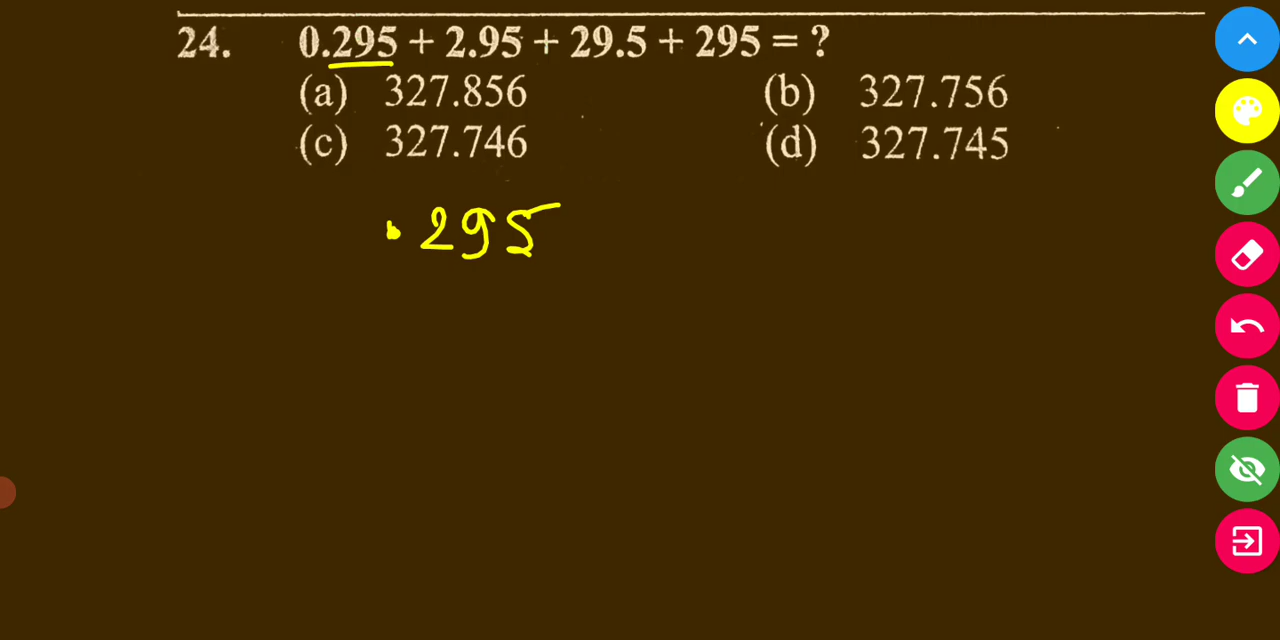 24. 0.295 + 2.95 + 29.5 + 295 = ?
(a) 327.856 (b) 327.756
(c) 327.746 (d) 327.745
.295